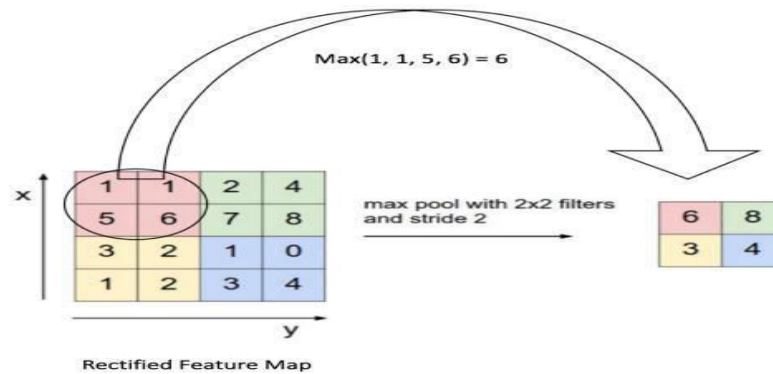 Max(1, 1, 5, 6) = 6
x
1 1 2 4
5 6 7 8
3 2 1 0
1 2 3 4
y
max pool with 2x2 filters
and stride 2
6 8
3 4
Rectified Feature Map